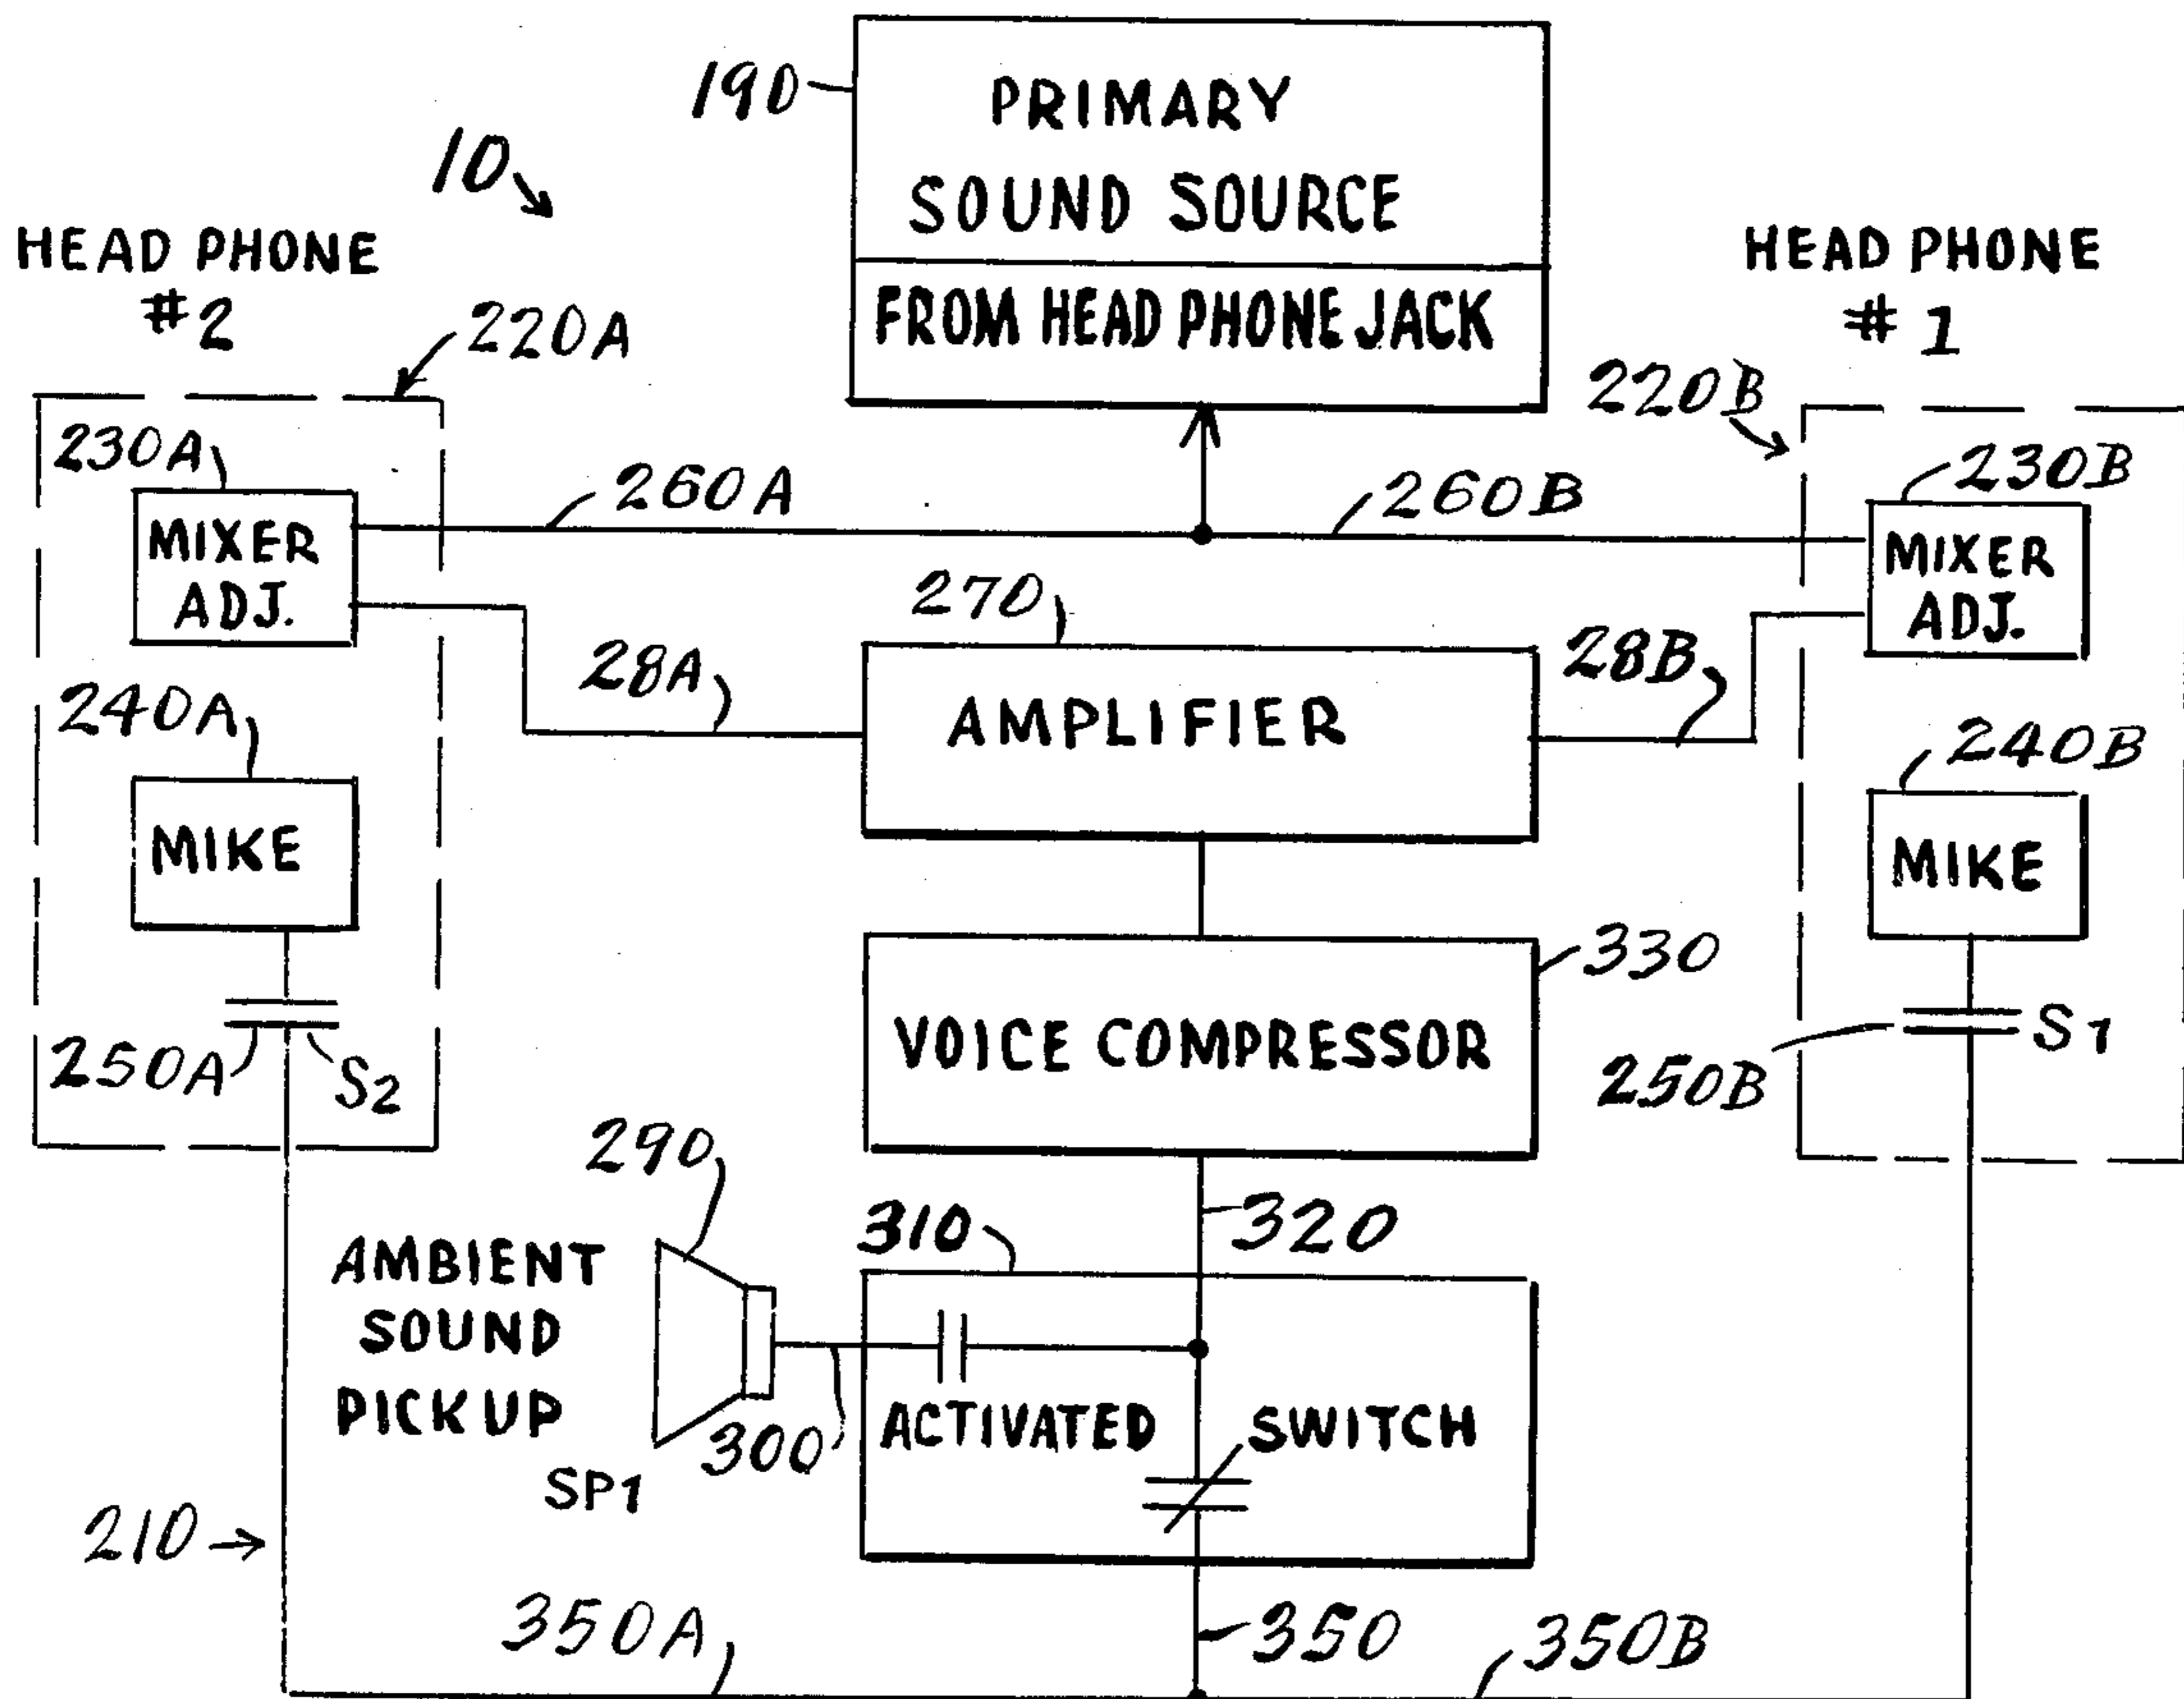 190
PRIMARY
SOUND SOURCE
10
HEAD PHONE
#2
220A
FROM HEAD PHONE JACK
HEAD PHONE
# 1
220B
230A
260A
260B
230B
MIXER
ADJ.
MIXER
ADJ.
270
28A
28B
AMPLIFIER
240A
240B
MIKE
MIKE
330
VOICE COMPRESSOR
250A
S2
S1
250B
290
310
320
AMBIENT
SOUND
PICKUP
SP1
300
ACTIVATED SWITCH
210
350A
350
350B